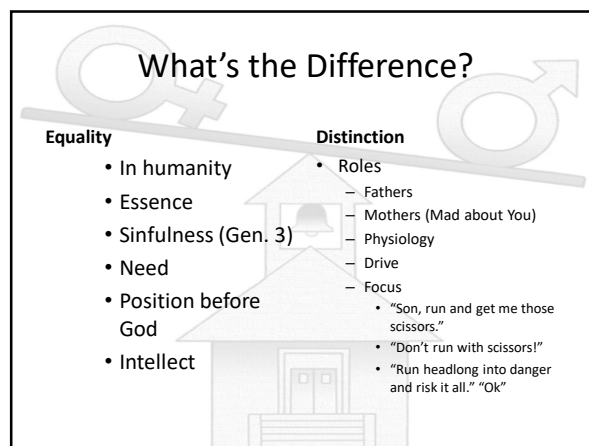 What’s the Difference?
Equality
• In humanity
• Essence
• Sinfulness (Gen. 3)
• Need
• Position before
God
• Intellect
Distinction
• Roles
– Fathers
– Mothers (Mad about You)
– Physiology
– Drive
– Focus
• “Son, run and get me those
scissors.”
• “Don’t run with scissors!”
• “Run headlong into danger
and risk it all.” “Ok”